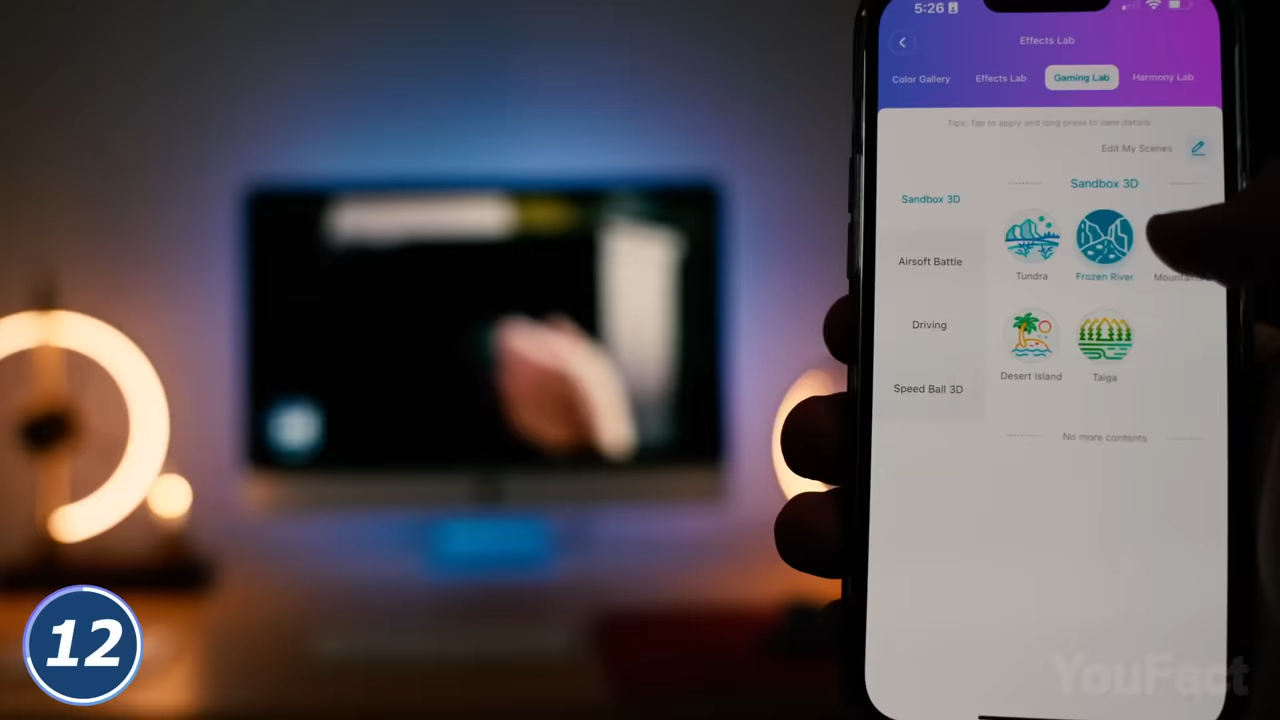 5:26
Effects Lab
Color Gallery Effects Lab Gaming Lab Harmony Lab
Tips: Tap to apply and long press to view details
Edit My Scenes
Sandbox 3D
Sandbox 3D
Airsoft Battle
Driving
Speed Ball 3D
Tundra Frozen River
Desert Island Taiga
No more contents
12
YouFact